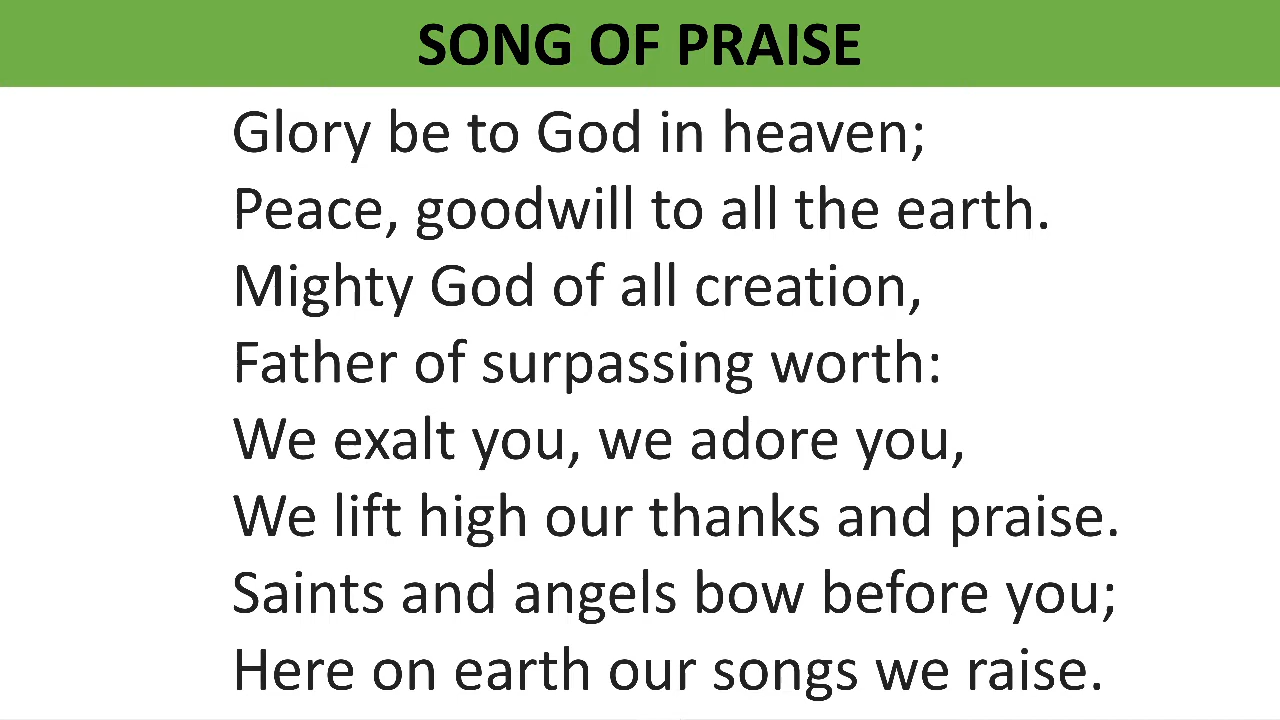 SONG OF PRAISE
Glory be to God in heaven;
Peace, goodwill to all the earth.
Mighty God of all creation,
Father of surpassing worth:
We exalt you, we adore you,
We lift high our thanks and praise.
Saints and angels bow before you;
Here on earth our songs we raise.